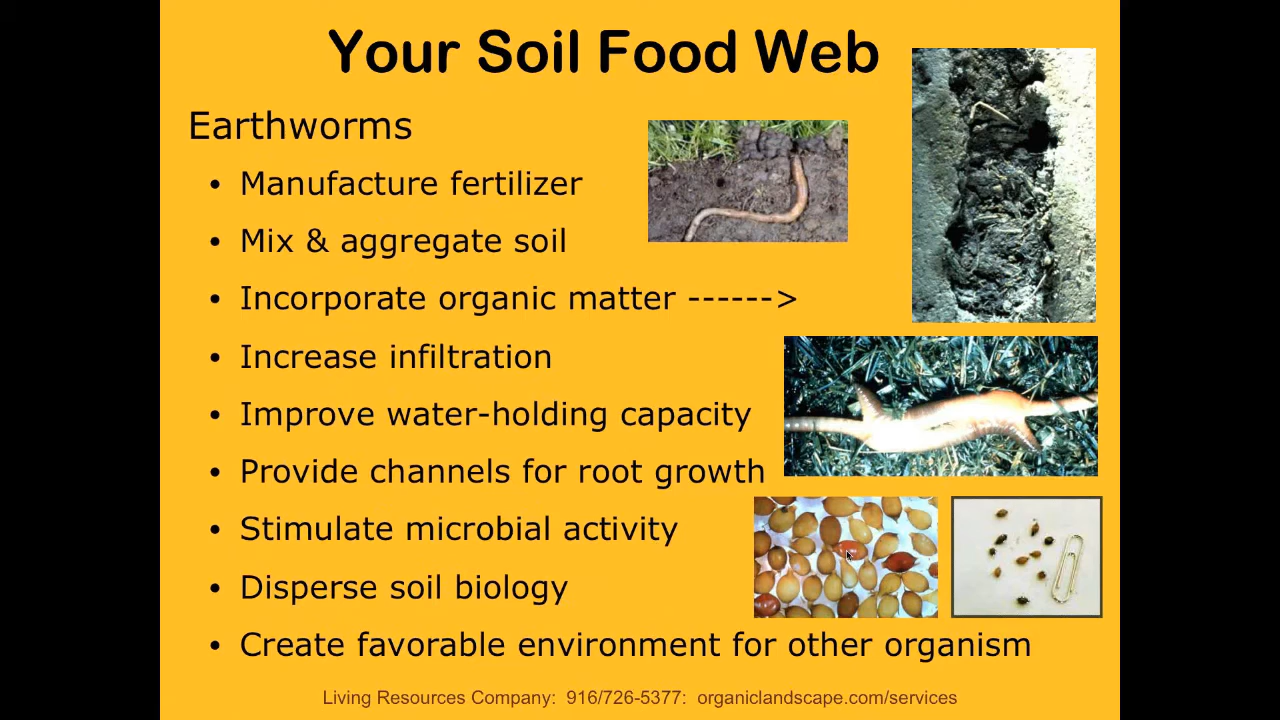 Your Soil Food Web
Earthworms
• Manufacture fertilizer
• Mix & aggregate soil
• Incorporate organic matter ------>
• Increase infiltration
• Improve water-holding capacity
• Provide channels for root growth
• Stimulate microbial activity
• Disperse soil biology
• Create favorable environment for other organism
Living Resources Company: 916/726-5377: organiclandscape.com/services